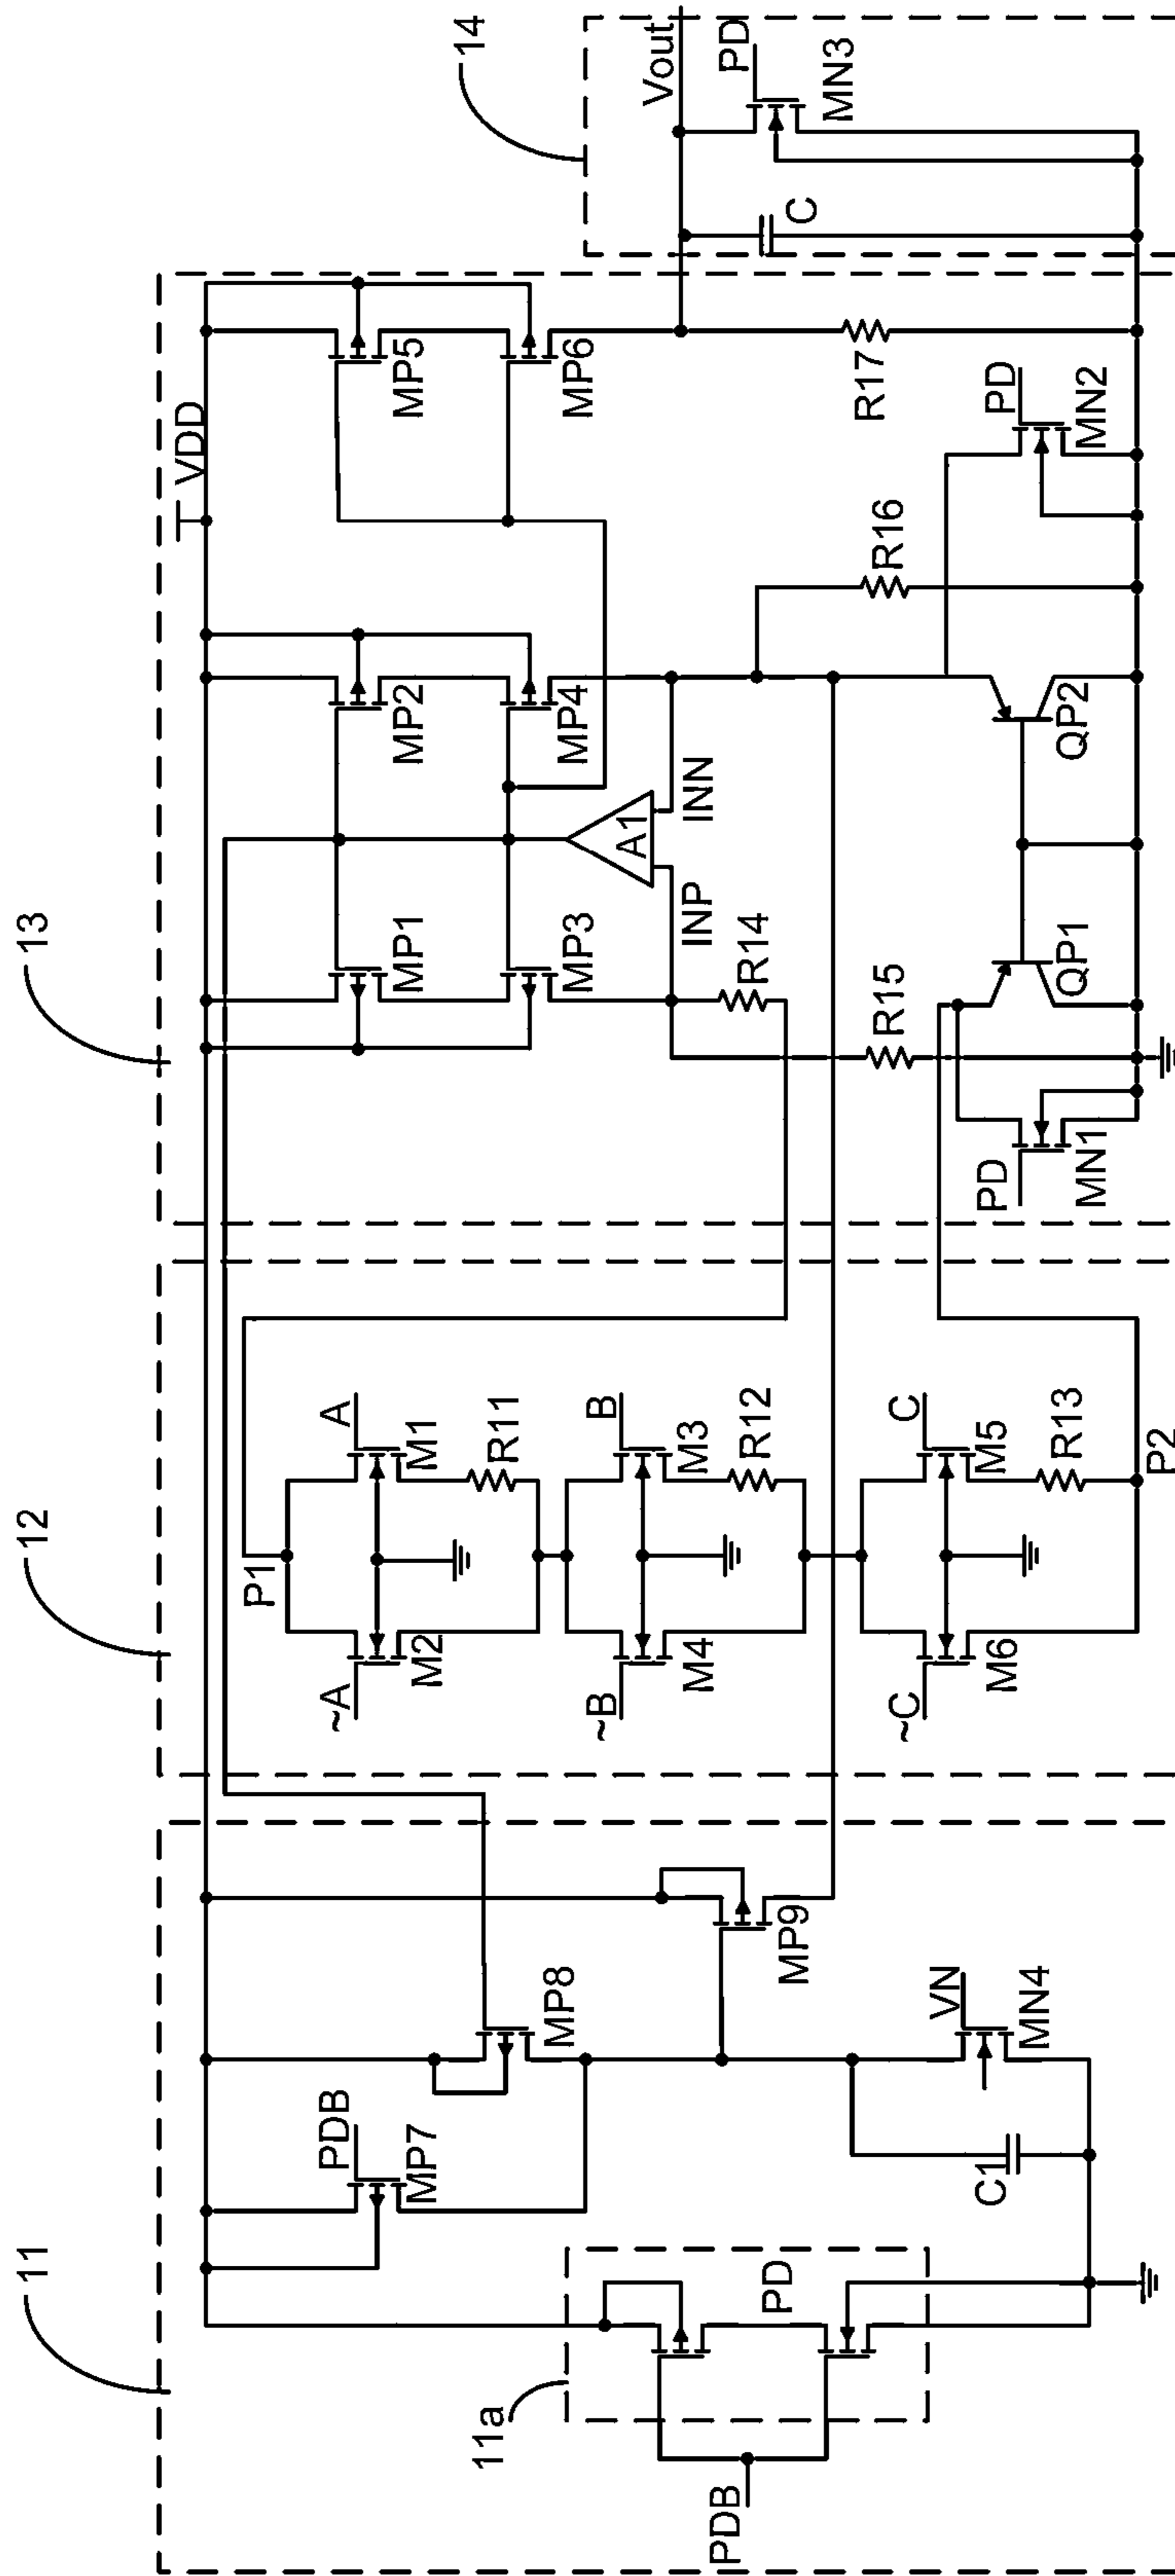 11
12
13
14
11a
PDB
PD
PDB
MP7
MP8
MP9
C1
VN
MN4
P1
~A
M2
A
M1
R11
~B
M4
B
M3
R12
~C
M6
C
M5
R13
P2
VDD
MP1
MP2
MP3
MP4
MP5
MP6
A1
INP
INN
R14
R15
R16
R17
PD
MN1
QP1
QP2
PD
MN2
Vout
C
PD
MN3